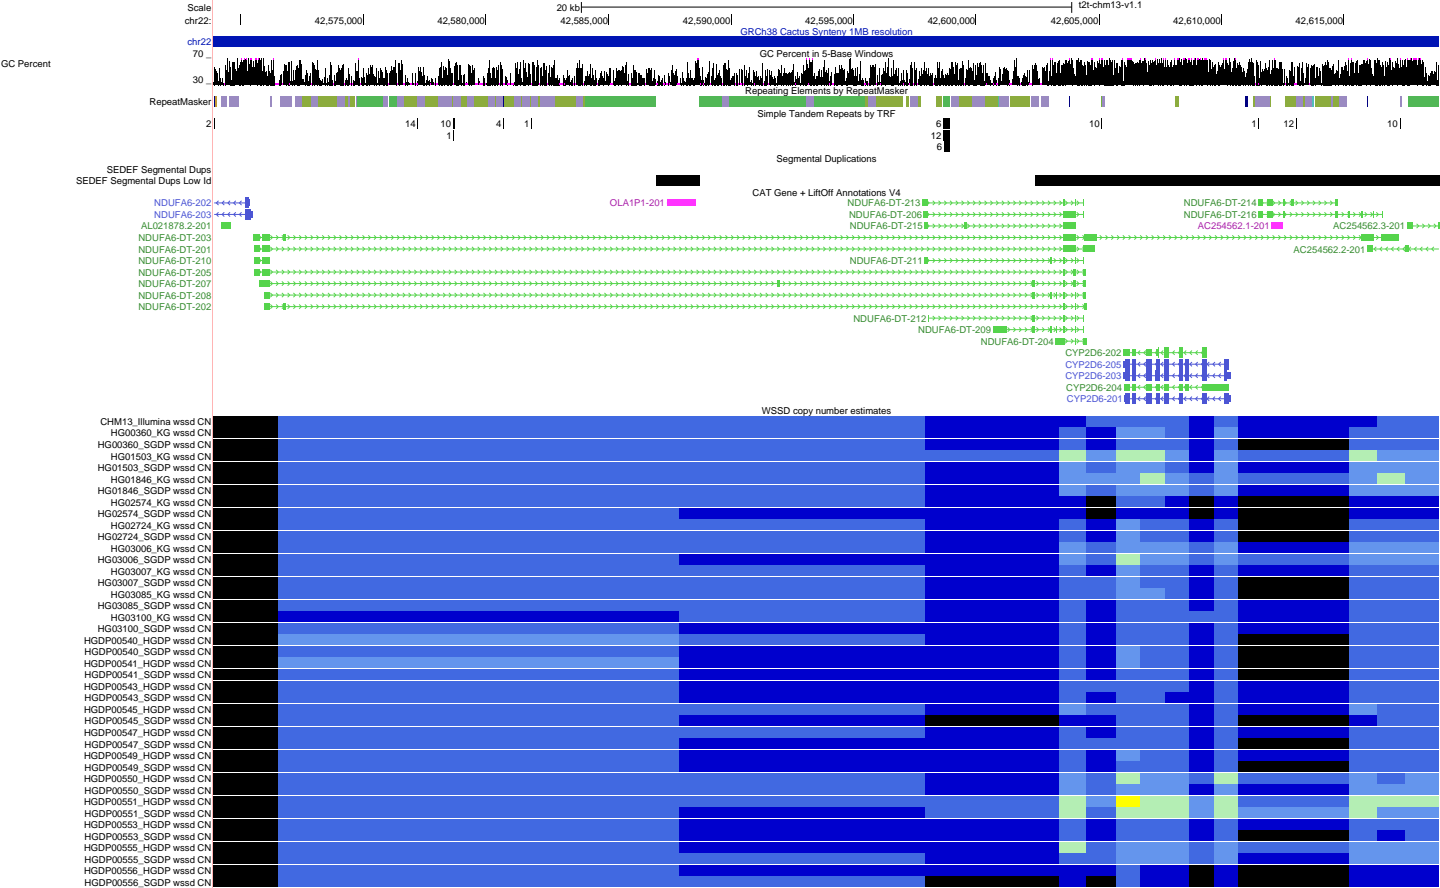 Scale 20 kb t2t-chm13-v1.1
chr22: 42,575,000 42,580,000 42,585,000 42,590,000 42,595,000 42,600,000 42,605,000 42,610,000 42,615,000
GRCh38 Cactus Synteny 1MB resolution
chr22
GC Percent in 5-Base Windows
70
GC Percent
30
Repeating Elements by RepeatMasker
RepeatMasker
Simple Tandem Repeats by TRF
2 14 10 4 1 6 10 1 12 10
1 12
6
Segmental Duplications
SEDEF Segmental Dups
SEDEF Segmental Dups Low Id
CAT Gene + LiftOff Annotations V4
NDUFA6-202 OLA1P1-201 NDUFA6-DT-213 NDUFA6-DT-214
NDUFA6-203 NDUFA6-DT-206 NDUFA6-DT-216
AL021878.2-201 NDUFA6-DT-215 AC254562.1-201 AC254562.3-201
NDUFA6-DT-203
NDUFA6-DT-201 AC254562.2-201
NDUFA6-DT-210 NDUFA6-DT-211
NDUFA6-DT-205
NDUFA6-DT-207
NDUFA6-DT-208
NDUFA6-DT-202
NDUFA6-DT-212
NDUFA6-DT-209
NDUFA6-DT-204
CYP2D6-202
CYP2D6-205
CYP2D6-203
CYP2D6-204
CYP2D6-201
WSSD copy number estimates
CHM13_Illumina wssd CN
HG00360_KG wssd CN
HG00360_SGDP wssd CN
HG01503_KG wssd CN
HG01503_SGDP wssd CN
HG01846_KG wssd CN
HG01846_SGDP wssd CN
HG02574_KG wssd CN
HG02574_SGDP wssd CN
HG02724_KG wssd CN
HG02724_SGDP wssd CN
HG03006_KG wssd CN
HG03006_SGDP wssd CN
HG03007_KG wssd CN
HG03007_SGDP wssd CN
HG03085_KG wssd CN
HG03085_SGDP wssd CN
HG03100_KG wssd CN
HG03100_SGDP wssd CN
HGDP00540_HGDP wssd CN
HGDP00540_SGDP wssd CN
HGDP00541_HGDP wssd CN
HGDP00541_SGDP wssd CN
HGDP00543_HGDP wssd CN
HGDP00543_SGDP wssd CN
HGDP00545_HGDP wssd CN
HGDP00545_SGDP wssd CN
HGDP00547_HGDP wssd CN
HGDP00547_SGDP wssd CN
HGDP00549_HGDP wssd CN
HGDP00549_SGDP wssd CN
HGDP00550_HGDP wssd CN
HGDP00550_SGDP wssd CN
HGDP00551_HGDP wssd CN
HGDP00551_SGDP wssd CN
HGDP00553_HGDP wssd CN
HGDP00553_SGDP wssd CN
HGDP00555_HGDP wssd CN
HGDP00555_SGDP wssd CN
HGDP00556_HGDP wssd CN
HGDP00556_SGDP wssd CN